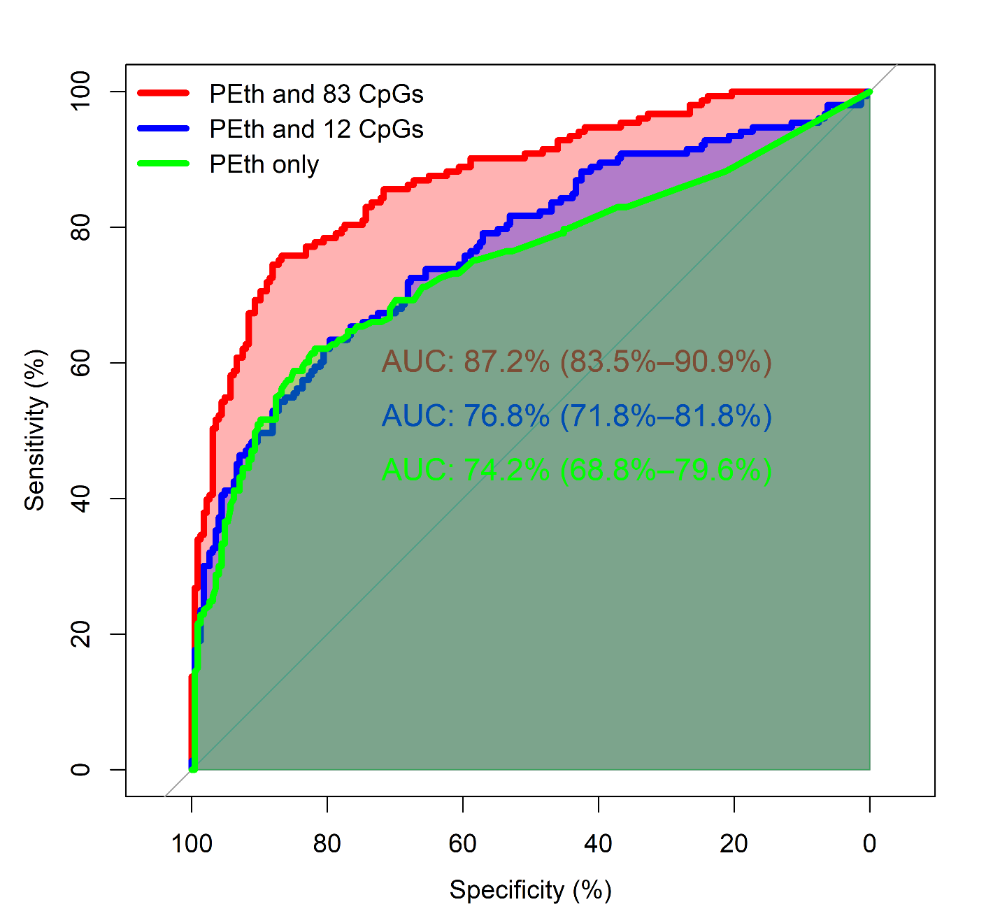 PEth and 83 CpGs
PEth and 12 CpGs
PEth only
AUC: 87.2% (83.5%–90.9%)
AUC: 76.8% (71.8%–81.8%)
AUC: 74.2% (68.8%–79.6%)
Sensitivity (%)
100
80
60
40
20
0
100 80 60 40 20 0
Specificity (%)